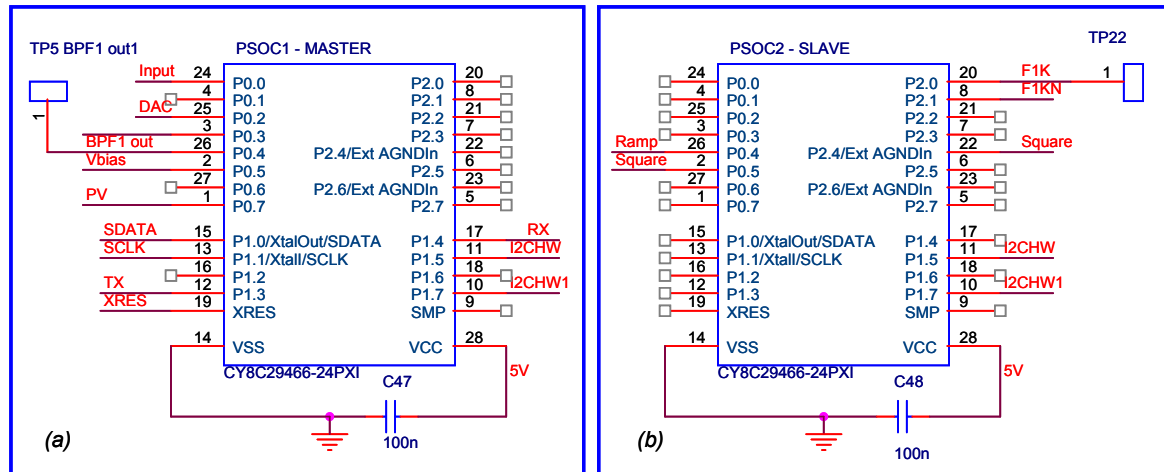 TP5 BPF1 out1
PSOC1 - MASTER
Input 24 P0.0 P2.0 20
4 P0.1 P2.1 8
DAC 25 P0.2 P2.2 21
3 P0.3 P2.3 7
1 BPF1 out 26 P0.4 P2.4/Ext AGNDIn 22
Vbias 2 P0.5 P2.5 6
27 P0.6 P2.6/Ext AGNDIn 23
PV 1 P0.7 P2.7 5
SDATA 15 P1.0/XtalOut/SDATA P1.4 17 RX
SCLK 13 P1.1/XtalI/SCLK P1.5 11 I2CHW
16 P1.2 P1.6 18
TX 12 P1.3 P1.7 10 I2CHW1
XRES 19 XRES SMP 9
14 VSS VCC 28
CY8C29466-24PXI 5V
C47
100n
(a)
PSOC2 - SLAVE
TP22
24 P0.0 P2.0 20 F1K 1
4 P0.1 P2.1 8 F1KN
25 P0.2 P2.2 21
3 P0.3 P2.3 7
Ramp 26 P0.4 P2.4/Ext AGNDIn 22 Square
Square 2 P0.5 P2.5 6
27 P0.6 P2.6/Ext AGNDIn 23
1 P0.7 P2.7 5
15 P1.0/XtalOut/SDATA P1.4 17
13 P1.1/XtalI/SCLK P1.5 11 I2CHW
16 P1.2 P1.6 18
12 P1.3 P1.7 10 I2CHW1
19 XRES SMP 9
14 VSS VCC 28
CY8C29466-24PXI 5V
C48
100n
(b)